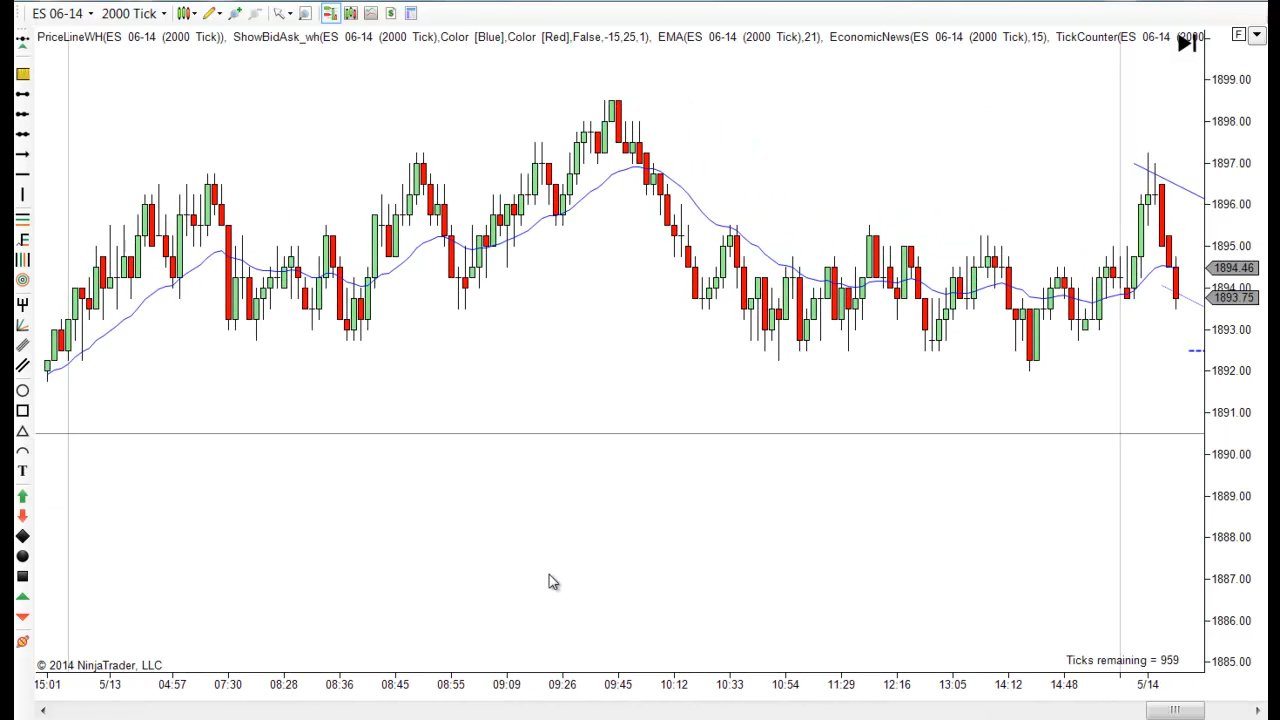 ES 06-14 2000 Tick
PriceLineWH(ES 06-14 (2000 Tick)), ShowBidAsk_wh(ES 06-14 (2000 Tick),Color [Blue],Color [Red],False,-15,25,1), EMA(ES 06-14 (2000 Tick),21), EconomicNews(ES 06-14 (2000 Tick),15), TickCounter(ES 06-14 (2000
F
1899.00
1898.00
1897.00
1896.00
1895.00
1894.46
1894.00
1893.75
1893.00
1892.00
1891.00
1890.00
1889.00
1888.00
1887.00
1886.00
1885.00
F
T
© 2014 NinjaTrader, LLC
Ticks remaining = 959
15:01 5/13 04:57 07:30 08:28 08:36 08:45 08:55 09:09 09:26 09:45 10:12 10:33 10:54 11:29 12:16 13:05 14:12 14:48 5/14